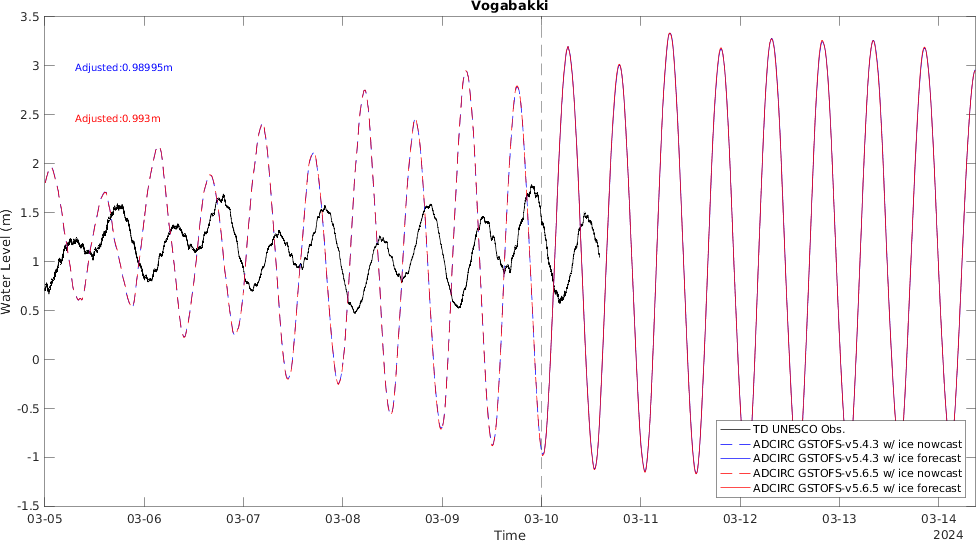 Vogabakki
3.5
3
2.5
2
1.5
1
0.5
0
-0.5
-1
-1.5
Water Level (m)
Adjusted:0.98995m
Adjusted:0.993m
TD UNESCO Obs.
ADCIRC GSTOFS-v5.4.3 w/ ice nowcast
ADCIRC GSTOFS-v5.4.3 w/ ice forecast
ADCIRC GSTOFS-v5.6.5 w/ ice nowcast
ADCIRC GSTOFS-v5.6.5 w/ ice forecast
03-05 03-06 03-07 03-08 03-09 03-10 03-11 03-12 03-13 03-14
2024
Time